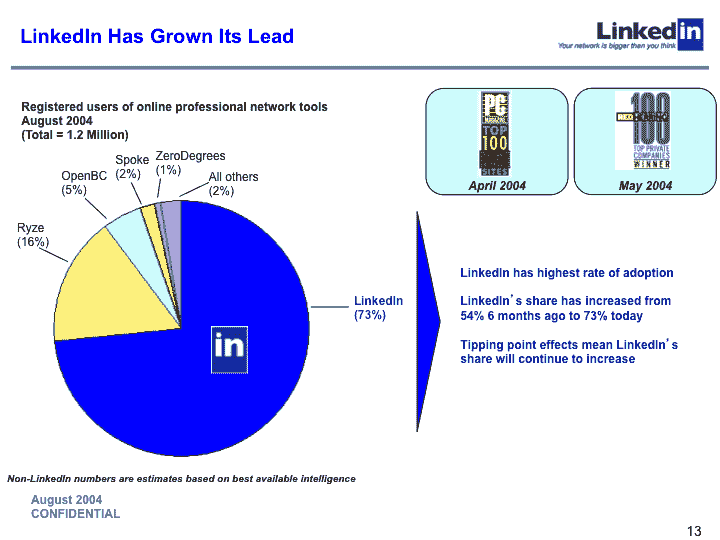 LinkedIn Has Grown Its Lead
Linkedin
Your network is bigger than you think
Registered users of online professional network tools
August 2004
(Total = 1.2 Million)
Spoke
(2%)
ZeroDegrees
(1%)
OpenBC
(5%)
All others
(2%)
Ryze
(16%)
LinkedIn
(73%)
in
PC
MAGAZINE
TOP
100
SITES
April 2004
100
TOP PRIVATE
COMPANIES
WINNER
May 2004
LinkedIn has highest rate of adoption
LinkedIn's share has increased from
54% 6 months ago to 73% today
Tipping point effects mean LinkedIn's
share will continue to increase
Non-LinkedIn numbers are estimates based on best available intelligence
August 2004
CONFIDENTIAL
13